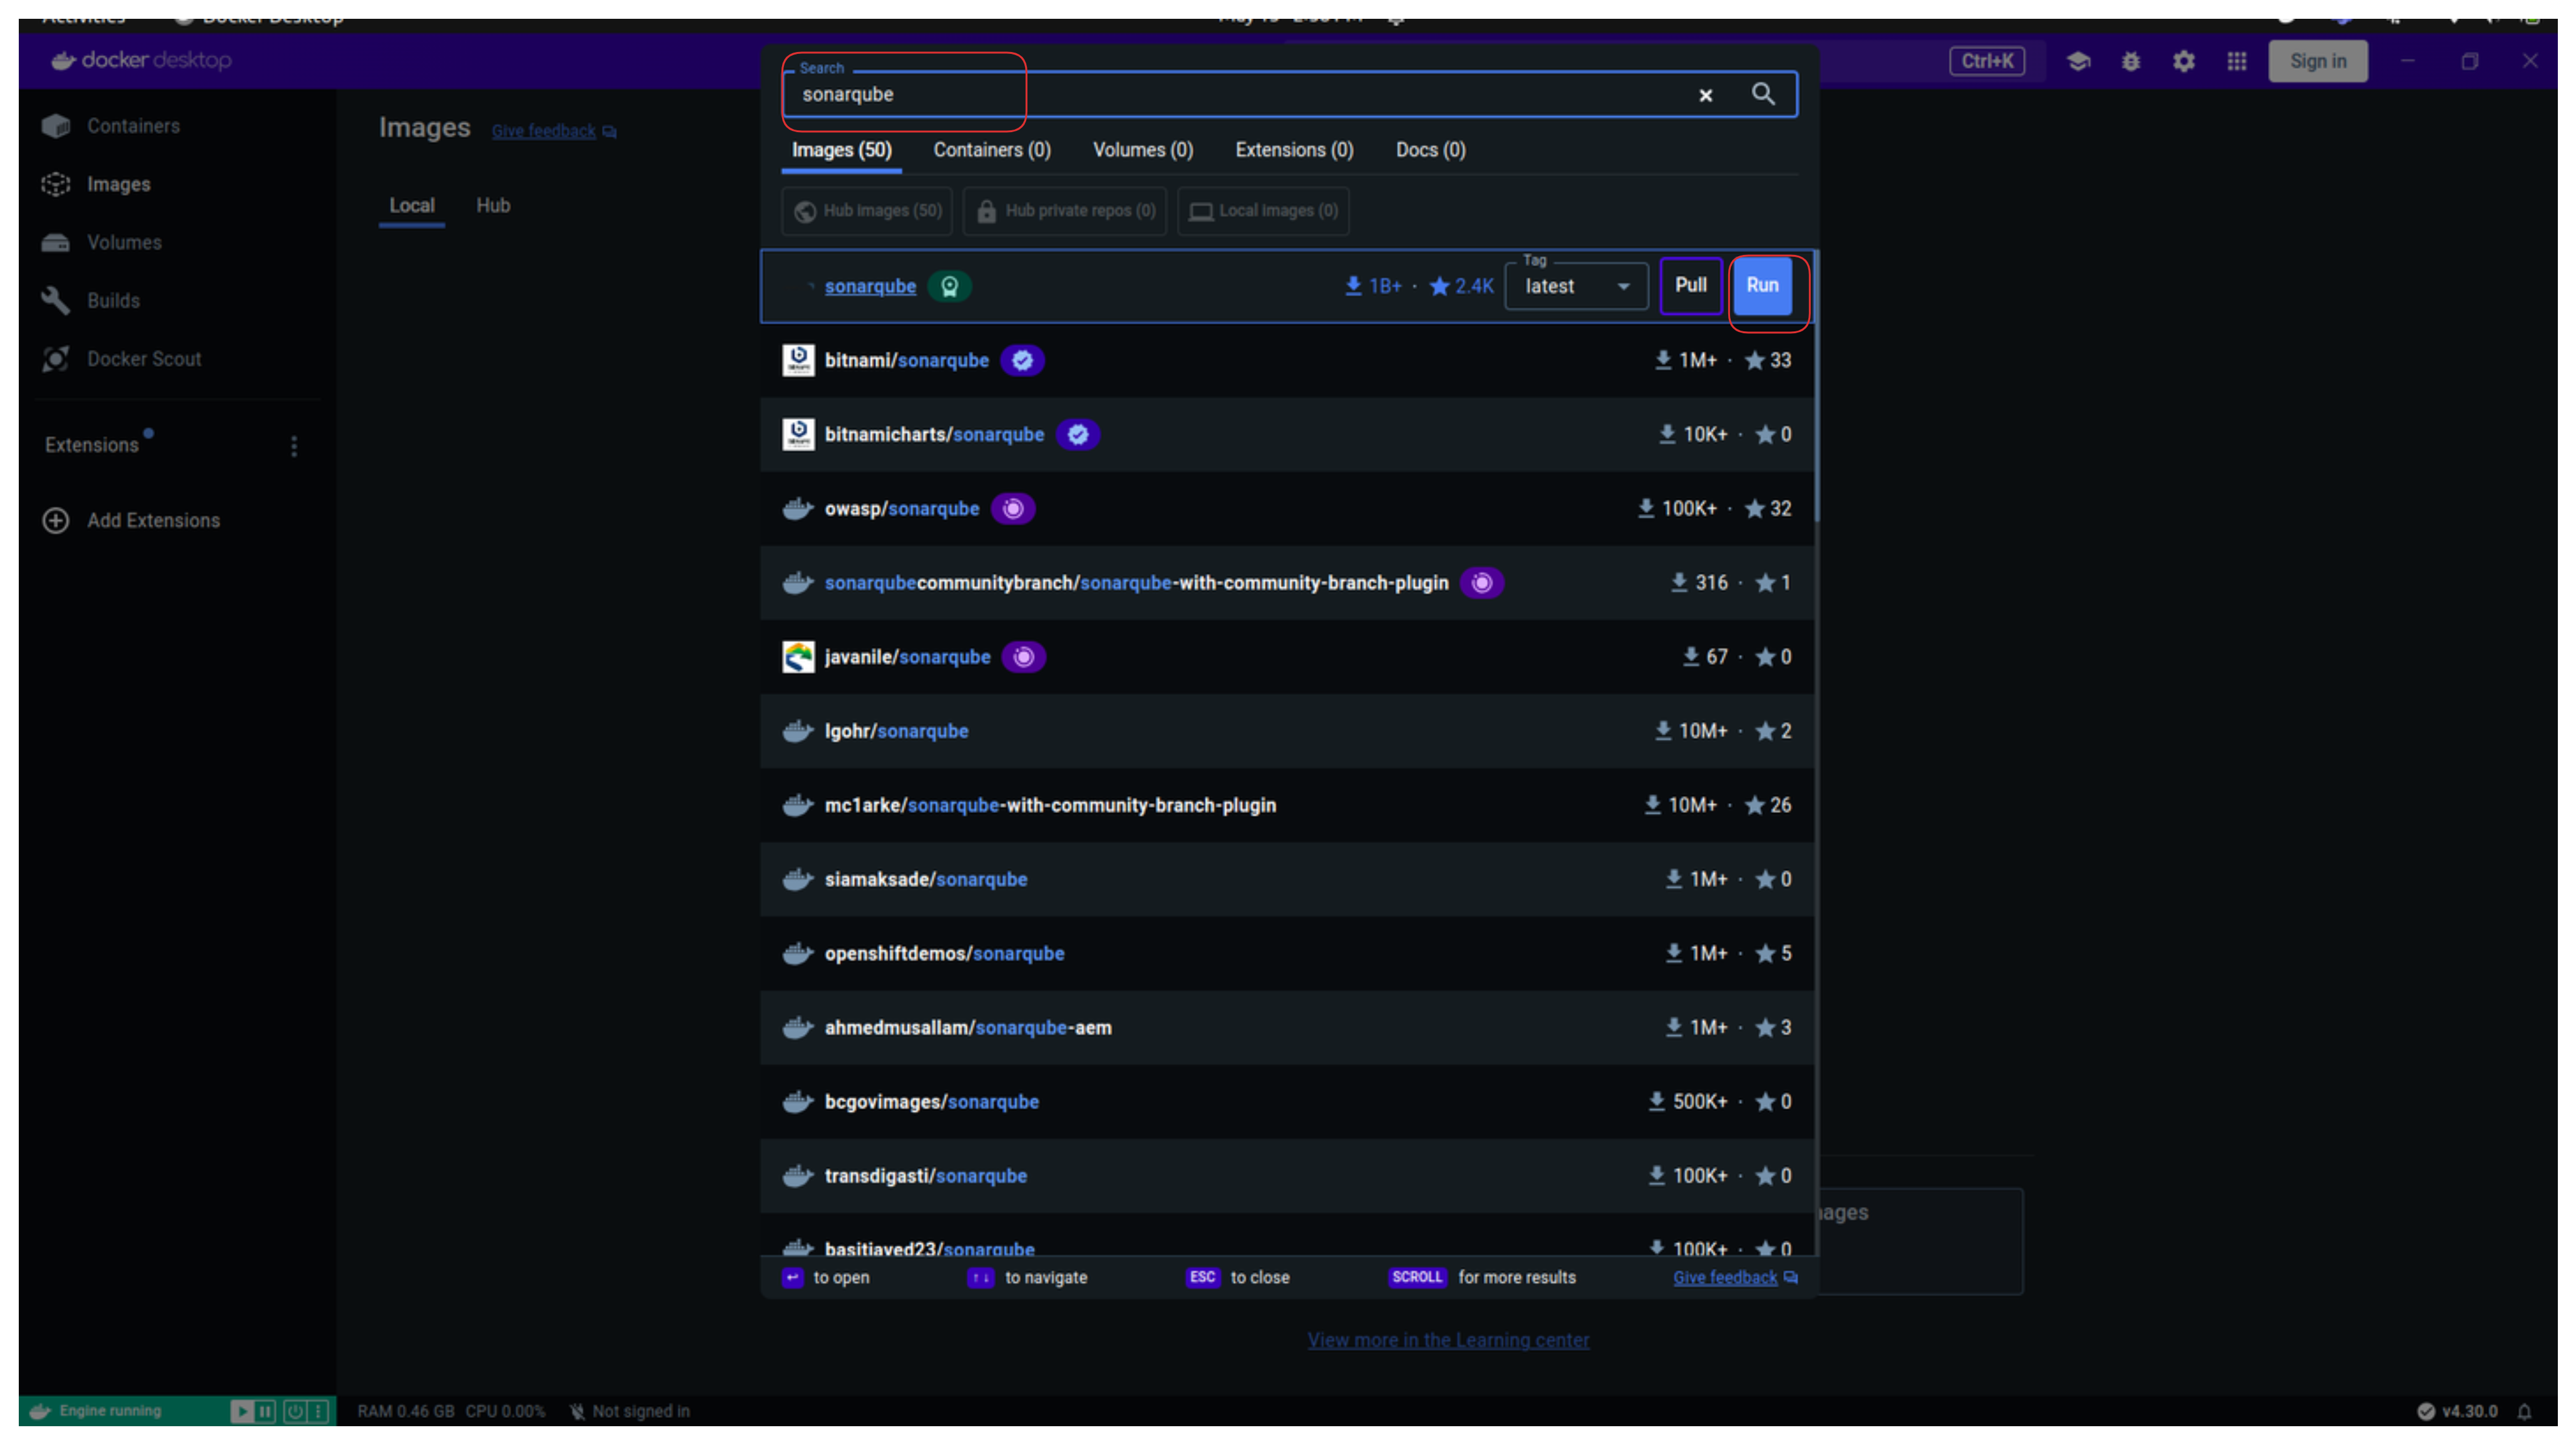 Activities Docker Desktop
docker desktop
Ctrl+K
Sign in
Search
sonarqube
Containers
Images Give feedback
Images (50) Containers (0) Volumes (0) Extensions (0) Docs (0)
Images
Local Hub
Hub images (50) Hub private repos (0) Local images (0)
Volumes
Tag
sonarqube 1B+ · 2.4K latest Pull Run
Builds
Docker Scout
bitnami/sonarqube 1M+ · 33
Extensions
bitnamicharts/sonarqube 10K+ · 0
Add Extensions
owasp/sonarqube 100K+ · 32
sonarqubecommunitybranch/sonarqube-with-community-branch-plugin 316 · 1
javanile/sonarqube 67 · 0
lgohr/sonarqube 10M+ · 2
mc1arke/sonarqube-with-community-branch-plugin 10M+ · 26
siamaksade/sonarqube 1M+ · 0
openshiftdemos/sonarqube 1M+ · 5
ahmedmusallam/sonarqube-aem 1M+ · 3
bcgovimages/sonarqube 500K+ · 0
transdigasti/sonarqube 100K+ · 0
ages
basitjaved23/sonarqube 100K+ · 0
to open to navigate ESC to close SCROLL for more results Give feedback
View more in the Learning center
Engine running RAM 0.46 GB CPU 0.00% Not signed in v4.30.0